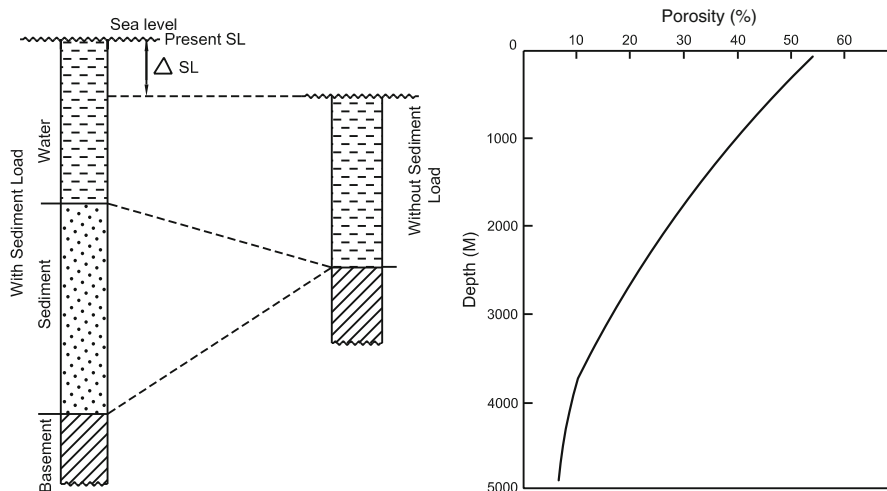 Sea level
Present SL
△ SL
With Sediment Load
Water
Sediment
Basement
Without Sediment
Load
Porosity (%)
0
10
20
30
40
50
60
Depth (M)
1000
2000
3000
4000
5000